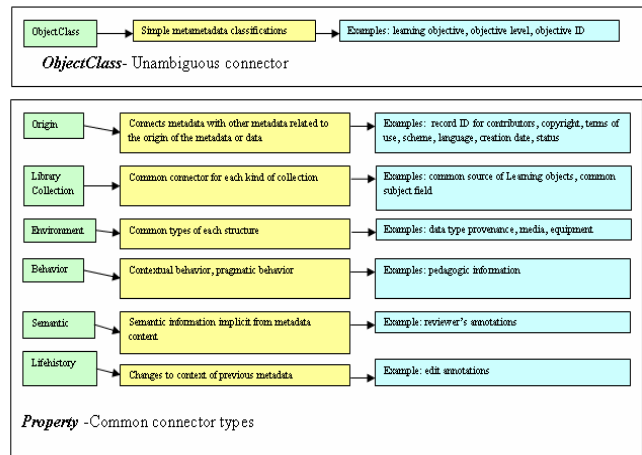 ObjectClass
Simple metametadata classifications
Examples: learning objective, objective level, objective ID
ObjectClass- Unambiguous connector
Origin
Connects metadata with other metadata related to
the origin of the metadata or data
Examples: record ID for contributors, copyright, terms of
use, scheme, language, creation date, status
Library
Collection
Common connector for each kind of collection
Examples: common source of Learning objects, common
subject field
Environment
Common types of each structure
Examples: data type provenance, media, equipment
Behavior
Contextual behavior, pragmatic behavior
Examples: pedagogic information
Semantic
Semantic information implicit from metadata
content
Example: reviewer's annotations
Lifehistory
Changes to context of previous metadata
Example: edit annotations
Property -Common connector types